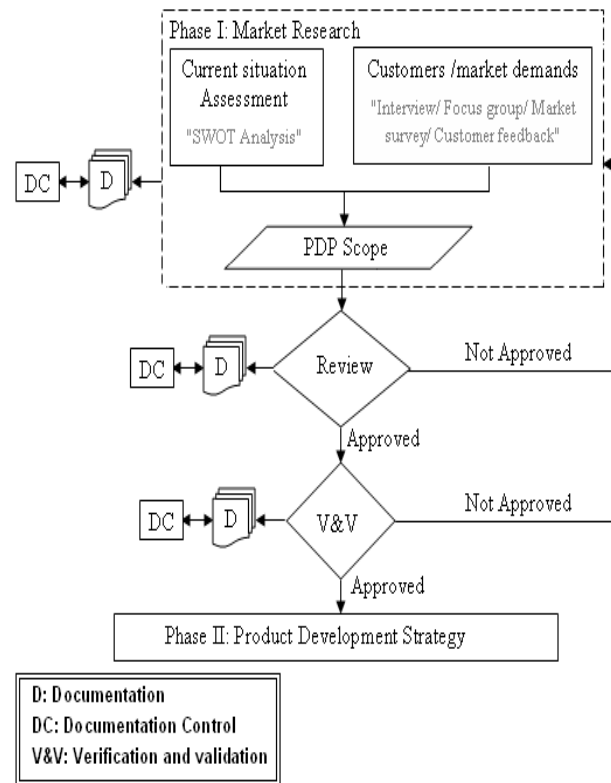 Phase I: Market Research
Current situation
Assessment
"SWOT Analysis"
Customers /market demands
"Interview/ Focus group/ Market
survey/ Customer feedback"
DC
D
PDP Scope
DC
D
Review
Not Approved
Approved
DC
D
V&V
Not Approved
Approved
Phase II: Product Development Strategy
D: Documentation
DC: Documentation Control
V&V: Verification and validation